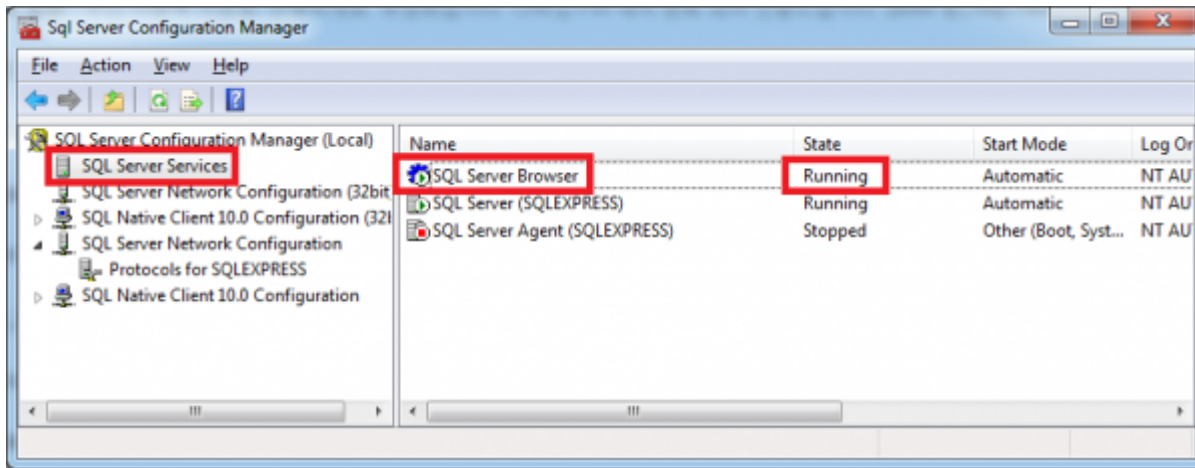 Sql Server Configuration Manager
File Action View Help
SQL Server Configuration Manager (Local)
SQL Server Services
SQL Server Network Configuration (32bit
SQL Native Client 10.0 Configuration (32
SQL Server Network Configuration
Protocols for SQLEXPRESS
SQL Native Client 10.0 Configuration
Name State Start Mode Log Or
SQL Server Browser Running Automatic NT AU
SQL Server (SQLEXPRESS) Running Automatic NT AU
SQL Server Agent (SQLEXPRESS) Stopped Other (Boot, Syst... NT AU